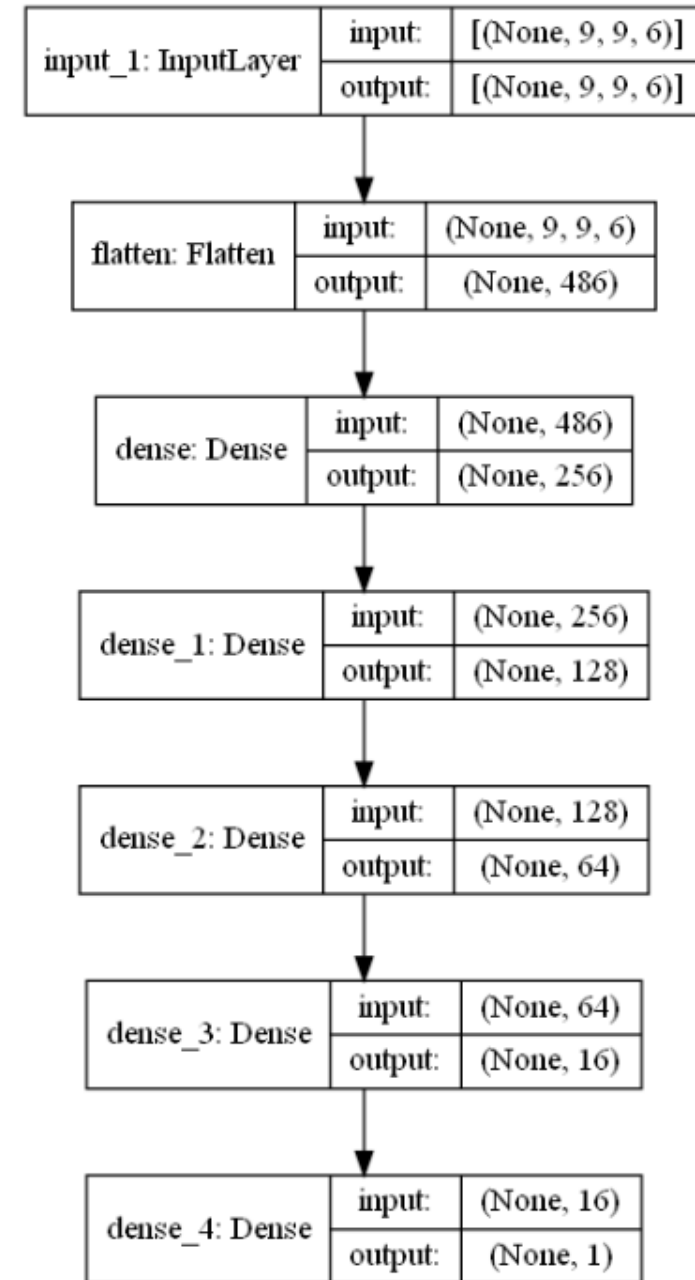 input_1: InputLayer
input: [(None, 9, 9, 6)]
output: [(None, 9, 9, 6)]
flatten: Flatten
input: (None, 9, 9, 6)
output: (None, 486)
dense: Dense
input: (None, 486)
output: (None, 256)
dense_1: Dense
input: (None, 256)
output: (None, 128)
dense_2: Dense
input: (None, 128)
output: (None, 64)
dense_3: Dense
input: (None, 64)
output: (None, 16)
dense_4: Dense
input: (None, 16)
output: (None, 1)